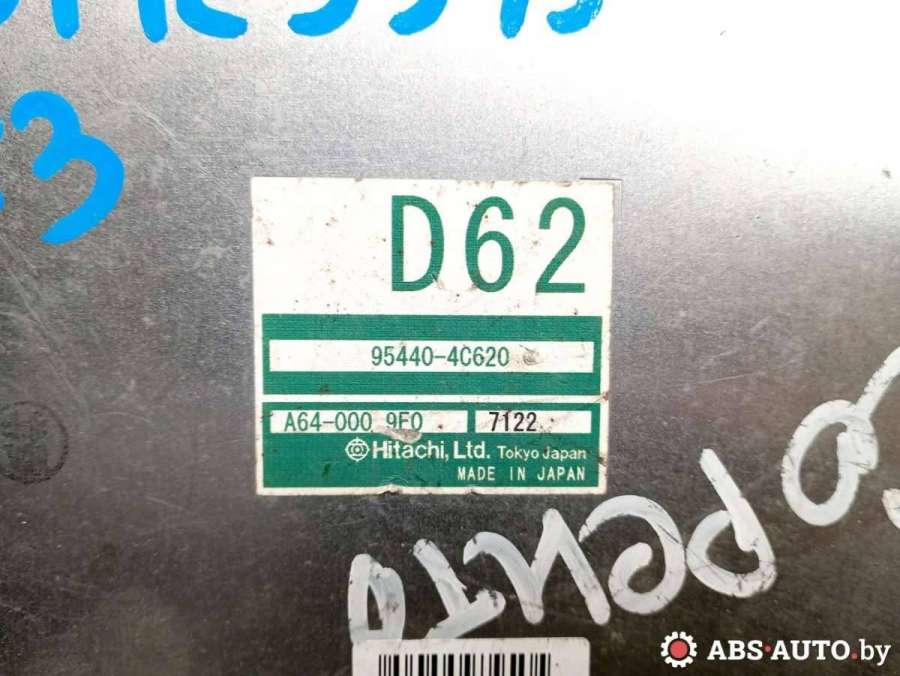 D62
95440-4C620
A64-000 9F0 7122
Hitachi, Ltd. Tokyo Japan
MADE IN JAPAN
ABS·AUTO.by